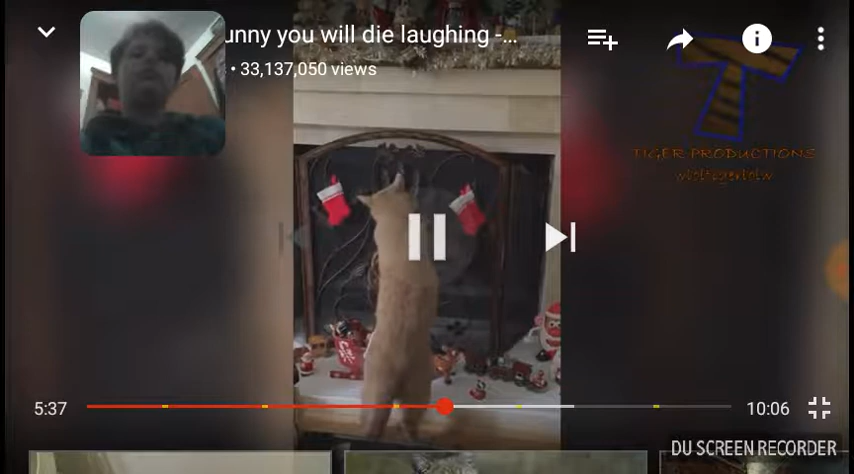 unny you will die laughing -...
• 33,137,050 views
TIGER PRODUCTIONS
5:37
10:06
DU SCREEN RECORDER